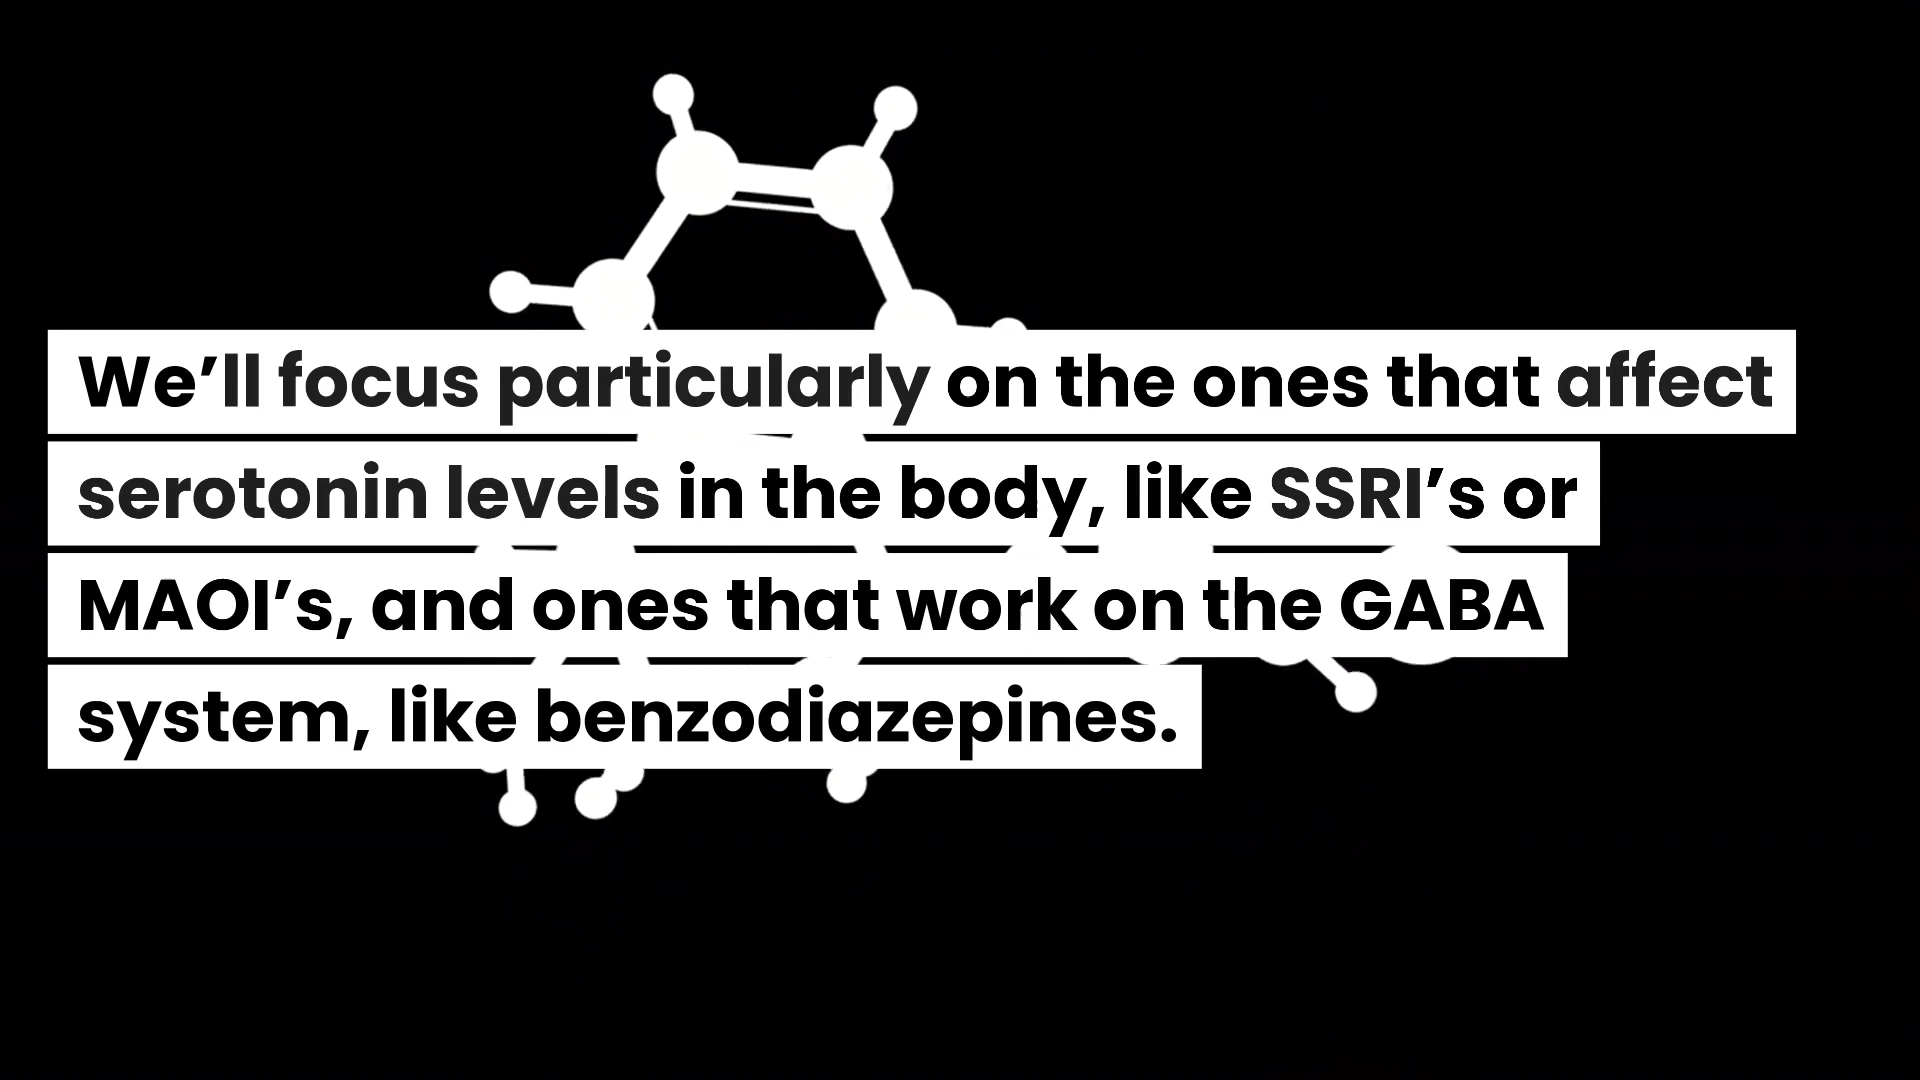 We’ll focus particularly on the ones that affect
serotonin levels in the body, like SSRI’s or
MAOI’s, and ones that work on the GABA
system, like benzodiazepines.